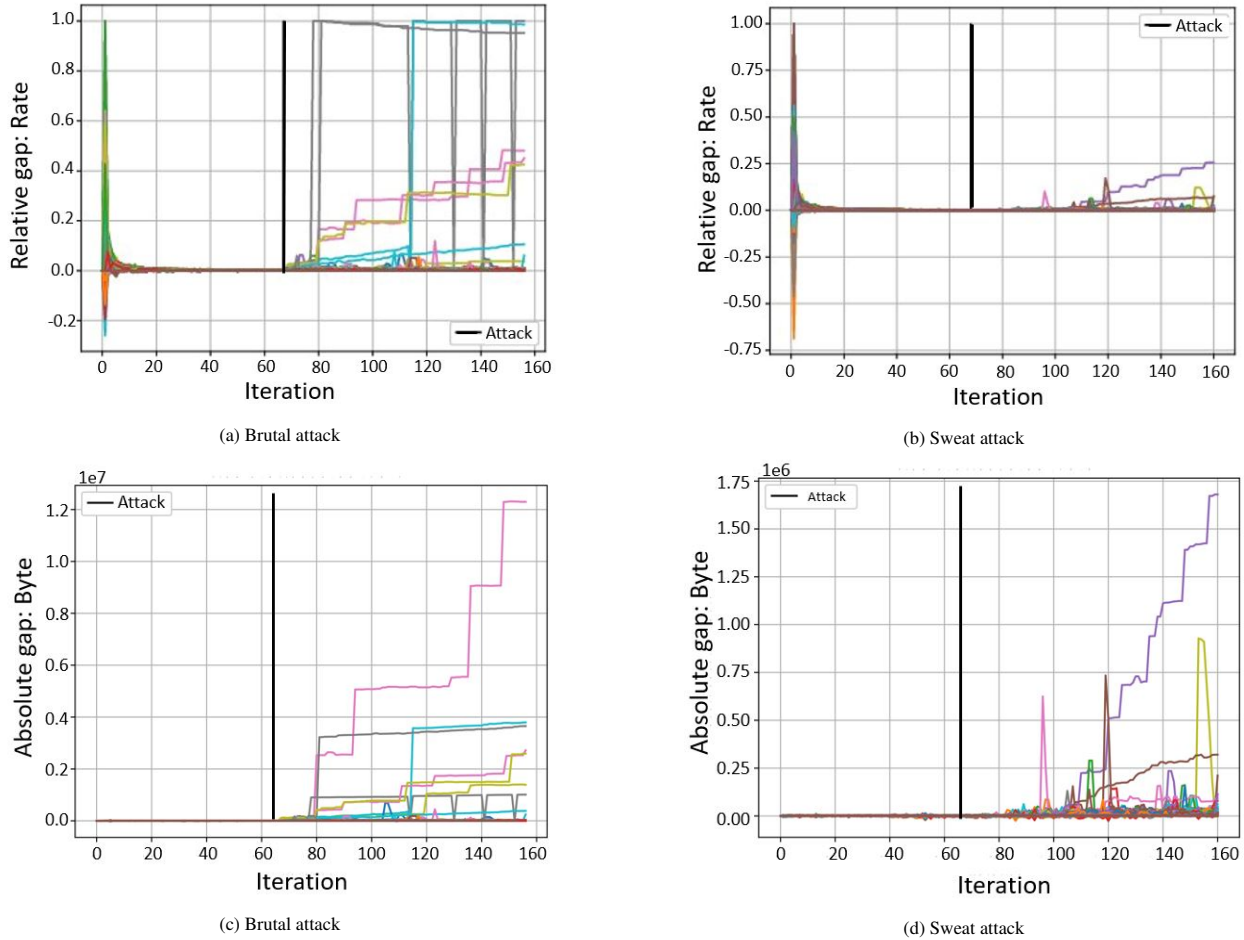 1.0
0.8
0.6
0.4
0.2
0.0
-0.2
Relative gap: Rate
Attack
0 20 40 60 80 100 120 140 160
Iteration
(a) Brutal attack
1.00
0.75
0.50
0.25
0.00
-0.25
-0.50
-0.75
Relative gap: Rate
Attack
0 20 40 60 80 100 120 140 160
Iteration
(b) Sweat attack
1e7
1.2
1.0
0.8
0.6
0.4
0.2
0.0
Absolute gap: Byte
Attack
0 20 40 60 80 100 120 140 160
Iteration
(c) Brutal attack
1e6
1.75
1.50
1.25
1.00
0.75
0.50
0.25
0.00
Absolute gap: Byte
Attack
0 20 40 60 80 100 120 140 160
Iteration
(d) Sweat attack